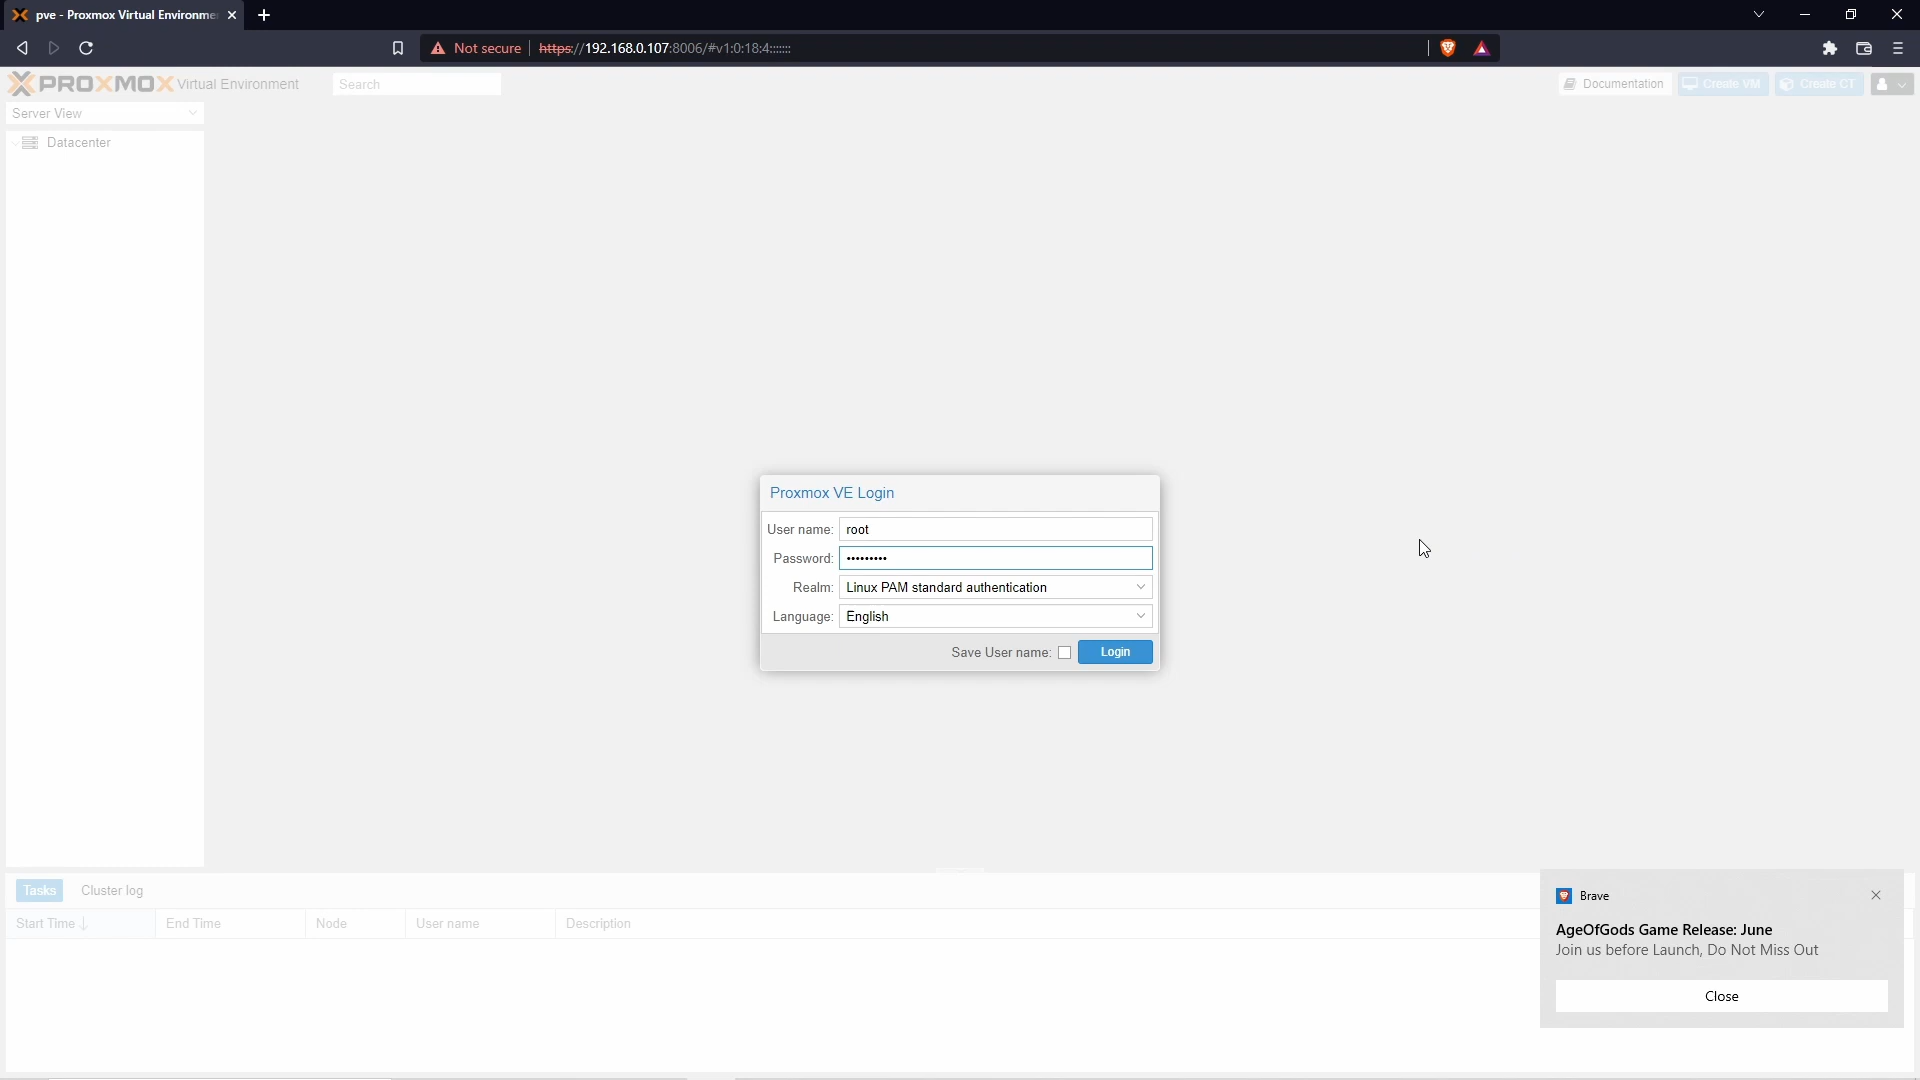 pve - Proxmox Virtual Environme
Not secure https://192.168.0.107:8006/#v1:0:18:4:::::::
PROXMOX Virtual Environment
Search
Documentation
Create VM
Create CT
Server View
Datacenter
Proxmox VE Login
User name: root
Password: •••••••••
Realm: Linux PAM standard authentication
Language: English
Save User name:
Login
Tasks
Cluster log
Start Time
End Time
Node
User name
Description
Brave
AgeOfGods Game Release: June
Join us before Launch, Do Not Miss Out
Close